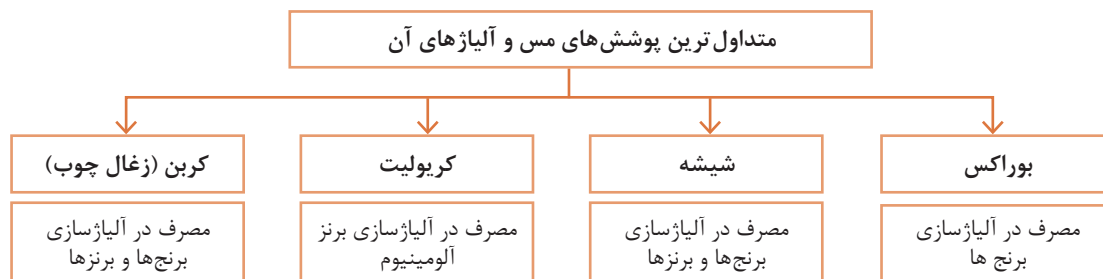 متداول‌ترین پوشش‌های مس و آلیاژهای آن
بوراکس
مصرف در آلیاژسازی
برنج ها
شیشه
مصرف در آلیاژسازی
برنج‌ها و برنزها
کریولیت
مصرف در آلیاژسازی برنز
آلومینیوم
کربن (زغال چوب)
مصرف در آلیاژسازی
برنج‌ها و برنزها